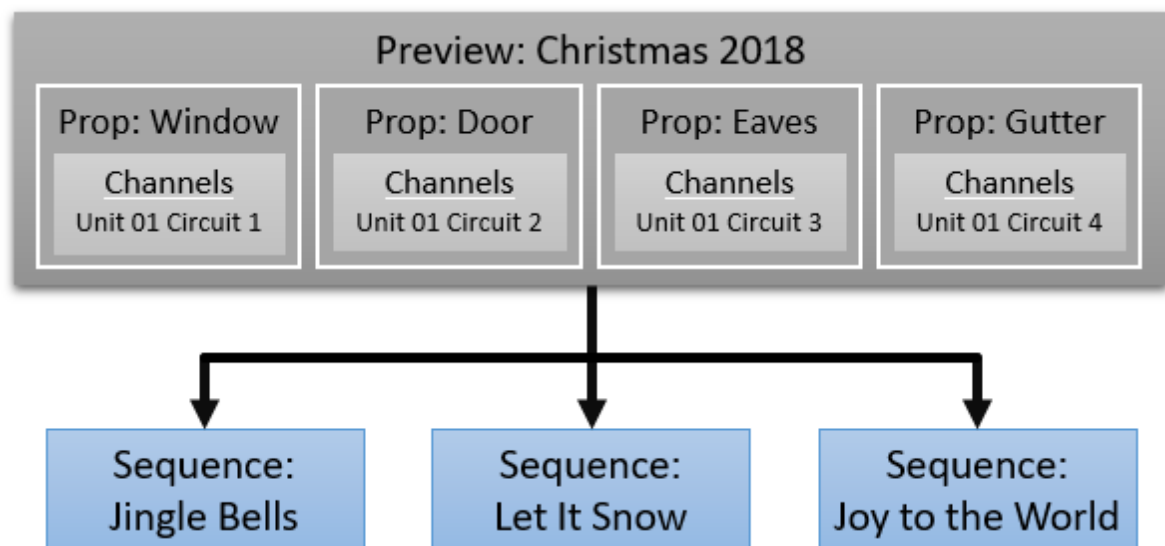 Preview: Christmas 2018
Prop: Window
Channels
Unit 01 Circuit 1
Prop: Door
Channels
Unit 01 Circuit 2
Prop: Eaves
Channels
Unit 01 Circuit 3
Prop: Gutter
Channels
Unit 01 Circuit 4
Sequence:
Jingle Bells
Sequence:
Let It Snow
Sequence:
Joy to the World